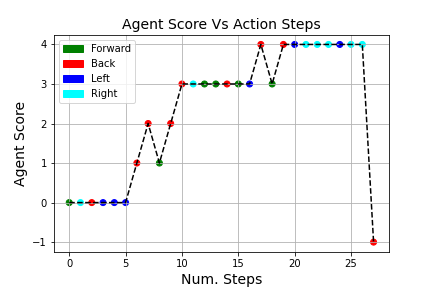 Agent Score Vs Action Steps
Forward
Back
Left
Right
Agent Score
4
3
2
1
0
−1
0 5 10 15 20 25
Num. Steps